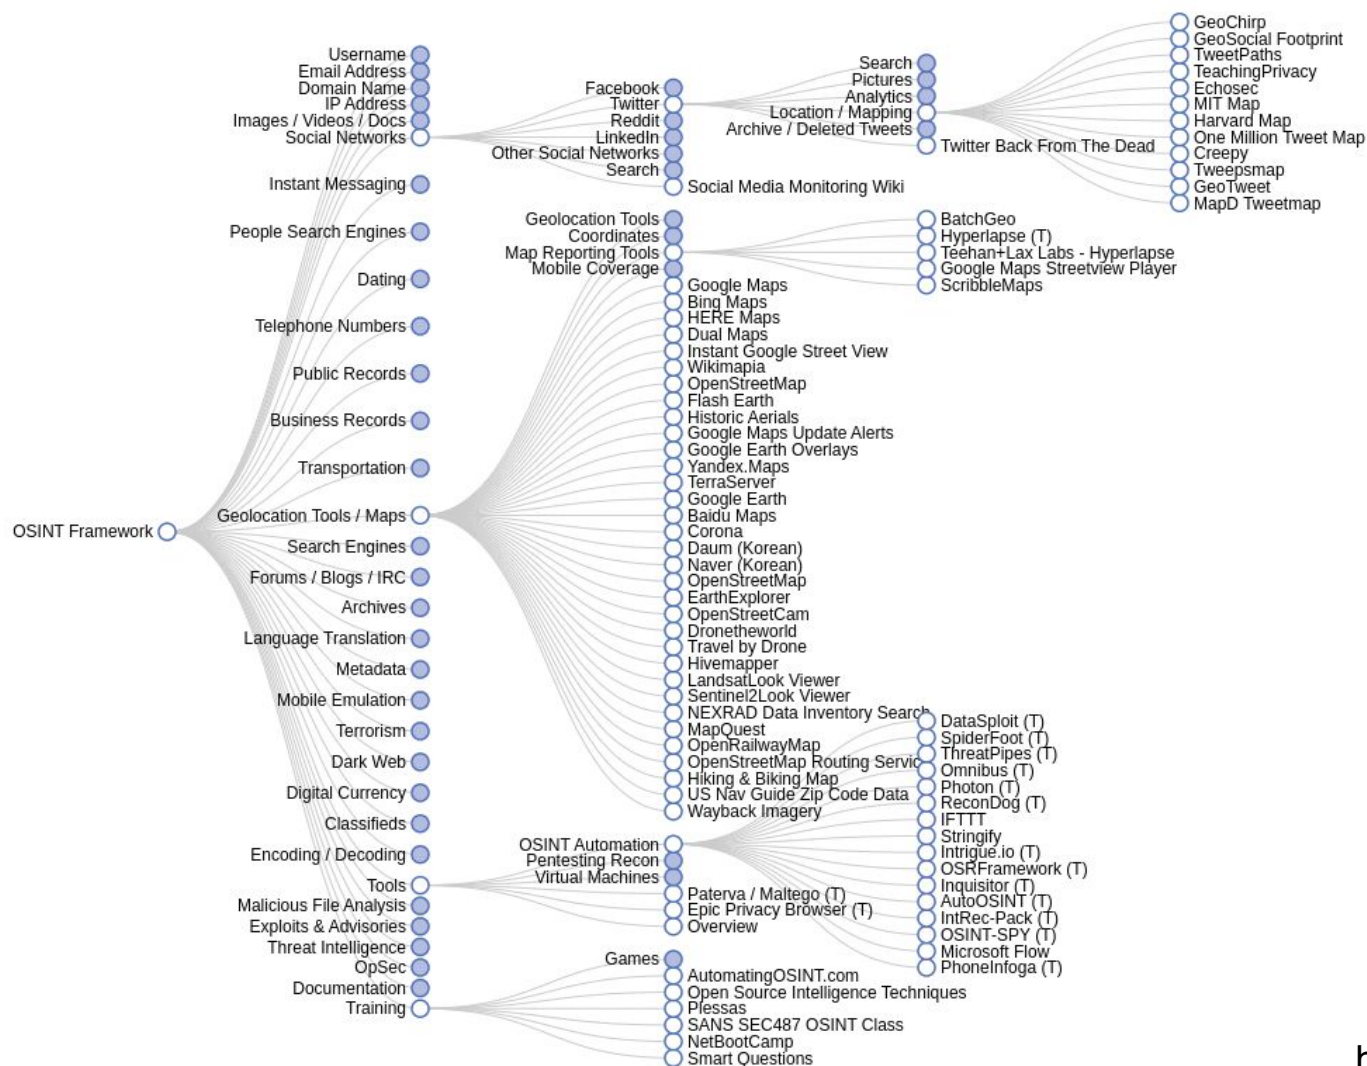 OSINT Framework
Username
Email Address
Domain Name
IP Address
Images / Videos / Docs
Social Networks
Instant Messaging
People Search Engines
Dating
Telephone Numbers
Public Records
Business Records
Transportation
Geolocation Tools / Maps
Search Engines
Forums / Blogs / IRC
Archives
Language Translation
Metadata
Mobile Emulation
Terrorism
Dark Web
Digital Currency
Classifieds
Encoding / Decoding
Tools
Malicious File Analysis
Exploits & Advisories
Threat Intelligence
OpSec
Documentation
Training
Facebook
Twitter
Reddit
LinkedIn
Other Social Networks
Search
Social Media Monitoring Wiki
Geolocation Tools
Coordinates
Map Reporting Tools
Mobile Coverage
Google Maps
Bing Maps
HERE Maps
Dual Maps
Instant Google Street View
Wikimapia
OpenStreetMap
Flash Earth
Historic Aerials
Google Maps Update Alerts
Google Earth Overlays
Yandex.Maps
TerraServer
Google Earth
Baidu Maps
Corona
Daum (Korean)
Naver (Korean)
OpenStreetMap
EarthExplorer
OpenStreetCam
Dronetheworld
Travel by Drone
Hivemapper
LandsatLook Viewer
Sentinel2Look Viewer
NEXRAD Data Inventory Search
MapQuest
OpenRailwayMap
OpenStreetMap Routing Servic
Hiking & Biking Map
US Nav Guide Zip Code Data
Wayback Imagery
OSINT Automation
Pentesting Recon
Virtual Machines
Paterva / Maltego (T)
Epic Privacy Browser (T)
Overview
Games
AutomatingOSINT.com
Open Source Intelligence Techniques
Plessas
SANS SEC487 OSINT Class
NetBootCamp
Smart Questions
Search
Pictures
Analytics
Location / Mapping
Archive / Deleted Tweets
Twitter Back From The Dead
BatchGeo
Hyperlapse (T)
Teehan+Lax Labs - Hyperlapse
Google Maps Streetview Player
ScribbleMaps
DataSploit (T)
SpiderFoot (T)
ThreatPipes (T)
Omnibus (T)
Photon (T)
ReconDog (T)
IFTTT
Stringify
Intrigue.io (T)
OSRFramework (T)
Inquisitor (T)
AutoOSINT (T)
IntRec-Pack (T)
OSINT-SPY (T)
Microsoft Flow
PhoneInfoga (T)
GeoChirp
GeoSocial Footprint
TweetPaths
TeachingPrivacy
Echosec
MIT Map
Harvard Map
One Million Tweet Map
Creepy
Tweepsmap
GeoTweet
MapD Tweetmap